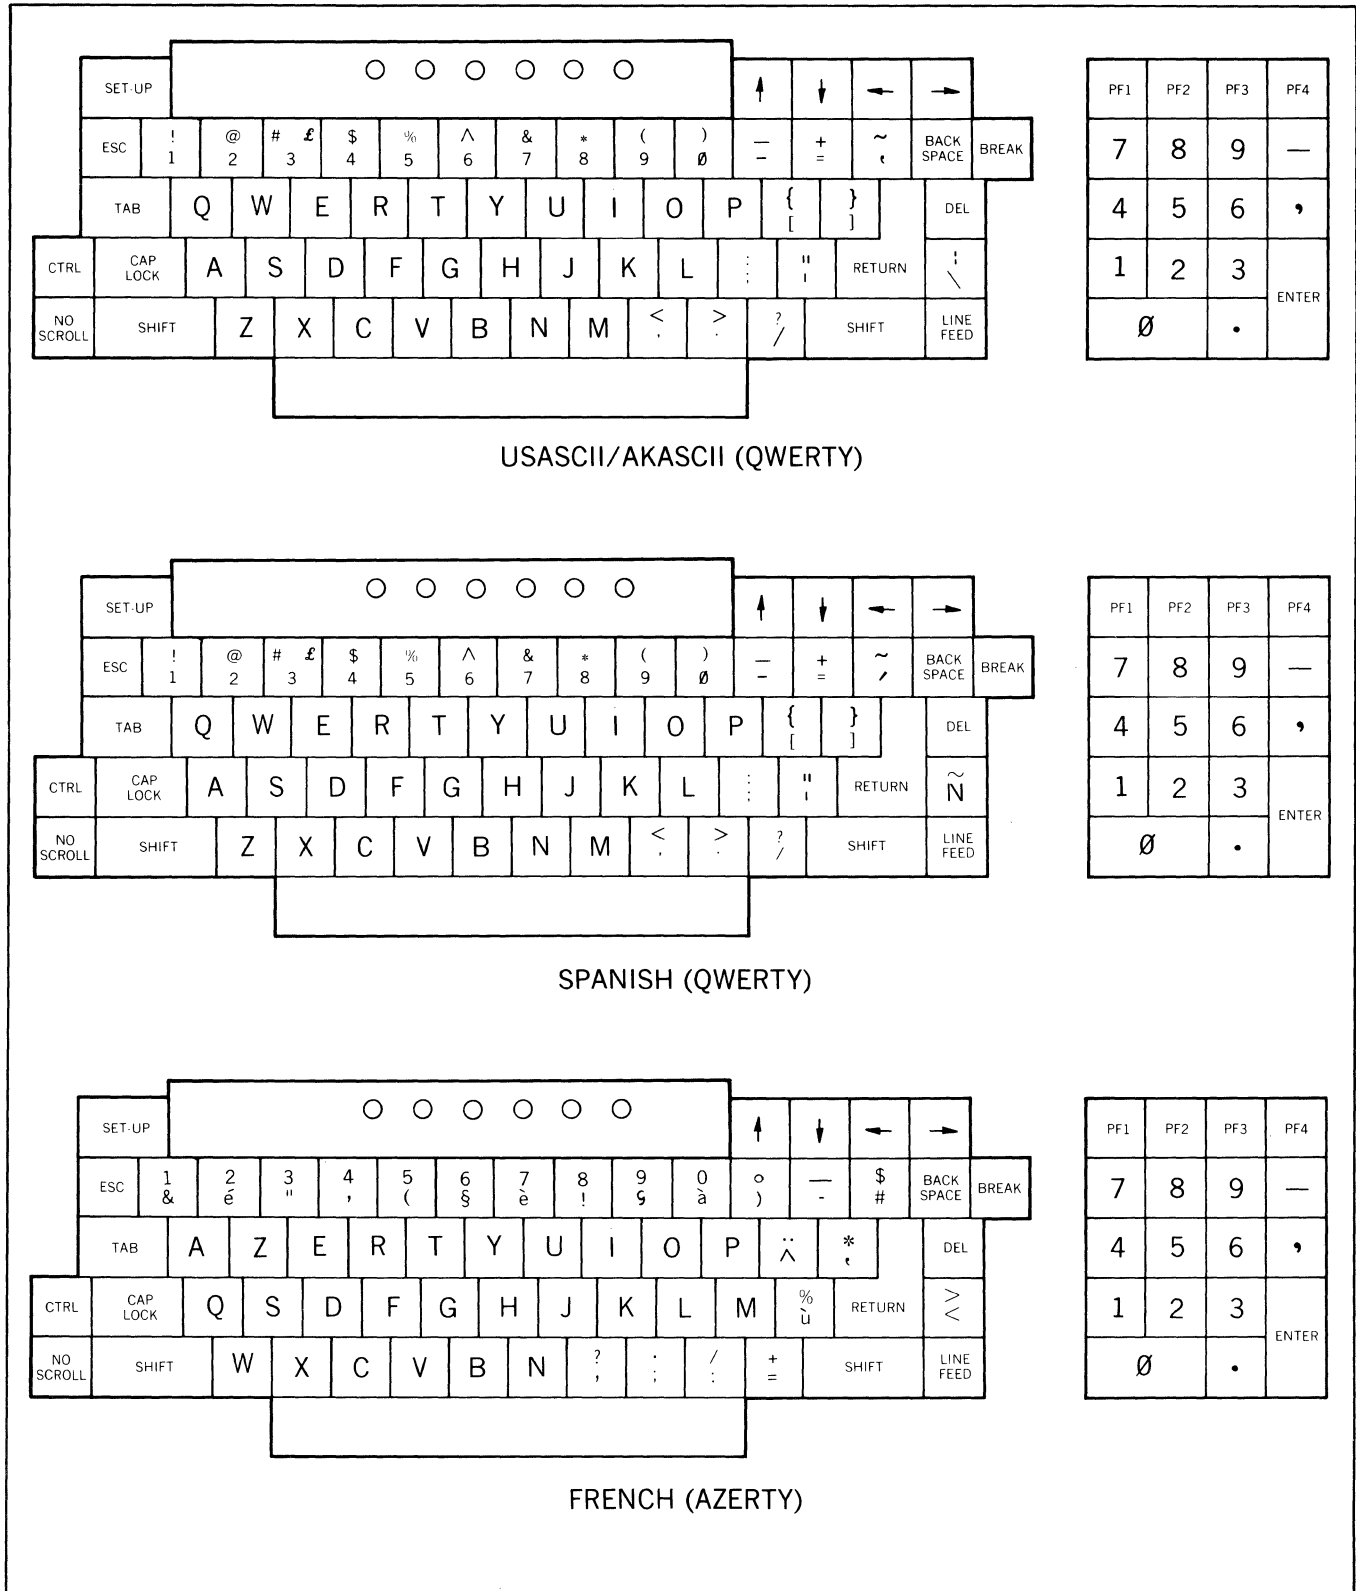 SET-UP ↑ ↓ ← → PF1 PF2 PF3 PF4
ESC ! 1 @ 2 # £ 3 $ 4 % 5 ^ 6 & 7 * 8 ( 9 ) Ø — - + = ~ ‛ BACK SPACE BREAK 7 8 9 —
TAB Q W E R T Y U I O P { [ } ] DEL 4 5 6 ,
CTRL CAP LOCK A S D F G H J K L : ; " ' RETURN ¦ \ 1 2 3 ENTER
NO SCROLL SHIFT Z X C V B N M < , > . ? / SHIFT LINE FEED Ø .
USASCII/AKASCII (QWERTY)
SET-UP ↑ ↓ ← → PF1 PF2 PF3 PF4
ESC ! 1 @ 2 # £ 3 $ 4 % 5 ^ 6 & 7 * 8 ( 9 ) Ø — - + = ~ ´ BACK SPACE BREAK 7 8 9 —
TAB Q W E R T Y U I O P { [ } ] DEL 4 5 6 ,
CTRL CAP LOCK A S D F G H J K L : ; " ' RETURN Ñ 1 2 3 ENTER
NO SCROLL SHIFT Z X C V B N M < , > . ? / SHIFT LINE FEED Ø .
SPANISH (QWERTY)
SET-UP ↑ ↓ ← → PF1 PF2 PF3 PF4
ESC 1 & 2 é 3 " 4 ' 5 ( 6 § 7 è 8 ! 9 ç 0 à ° ) — - $ # BACK SPACE BREAK 7 8 9 —
TAB A Z E R T Y U I O P ¨ ^ * ‛ DEL 4 5 6 ,
CTRL CAP LOCK Q S D F G H J K L M % ù RETURN > < 1 2 3 ENTER
NO SCROLL SHIFT W X C V B N ? , . ; / : + = SHIFT LINE FEED Ø .
FRENCH (AZERTY)